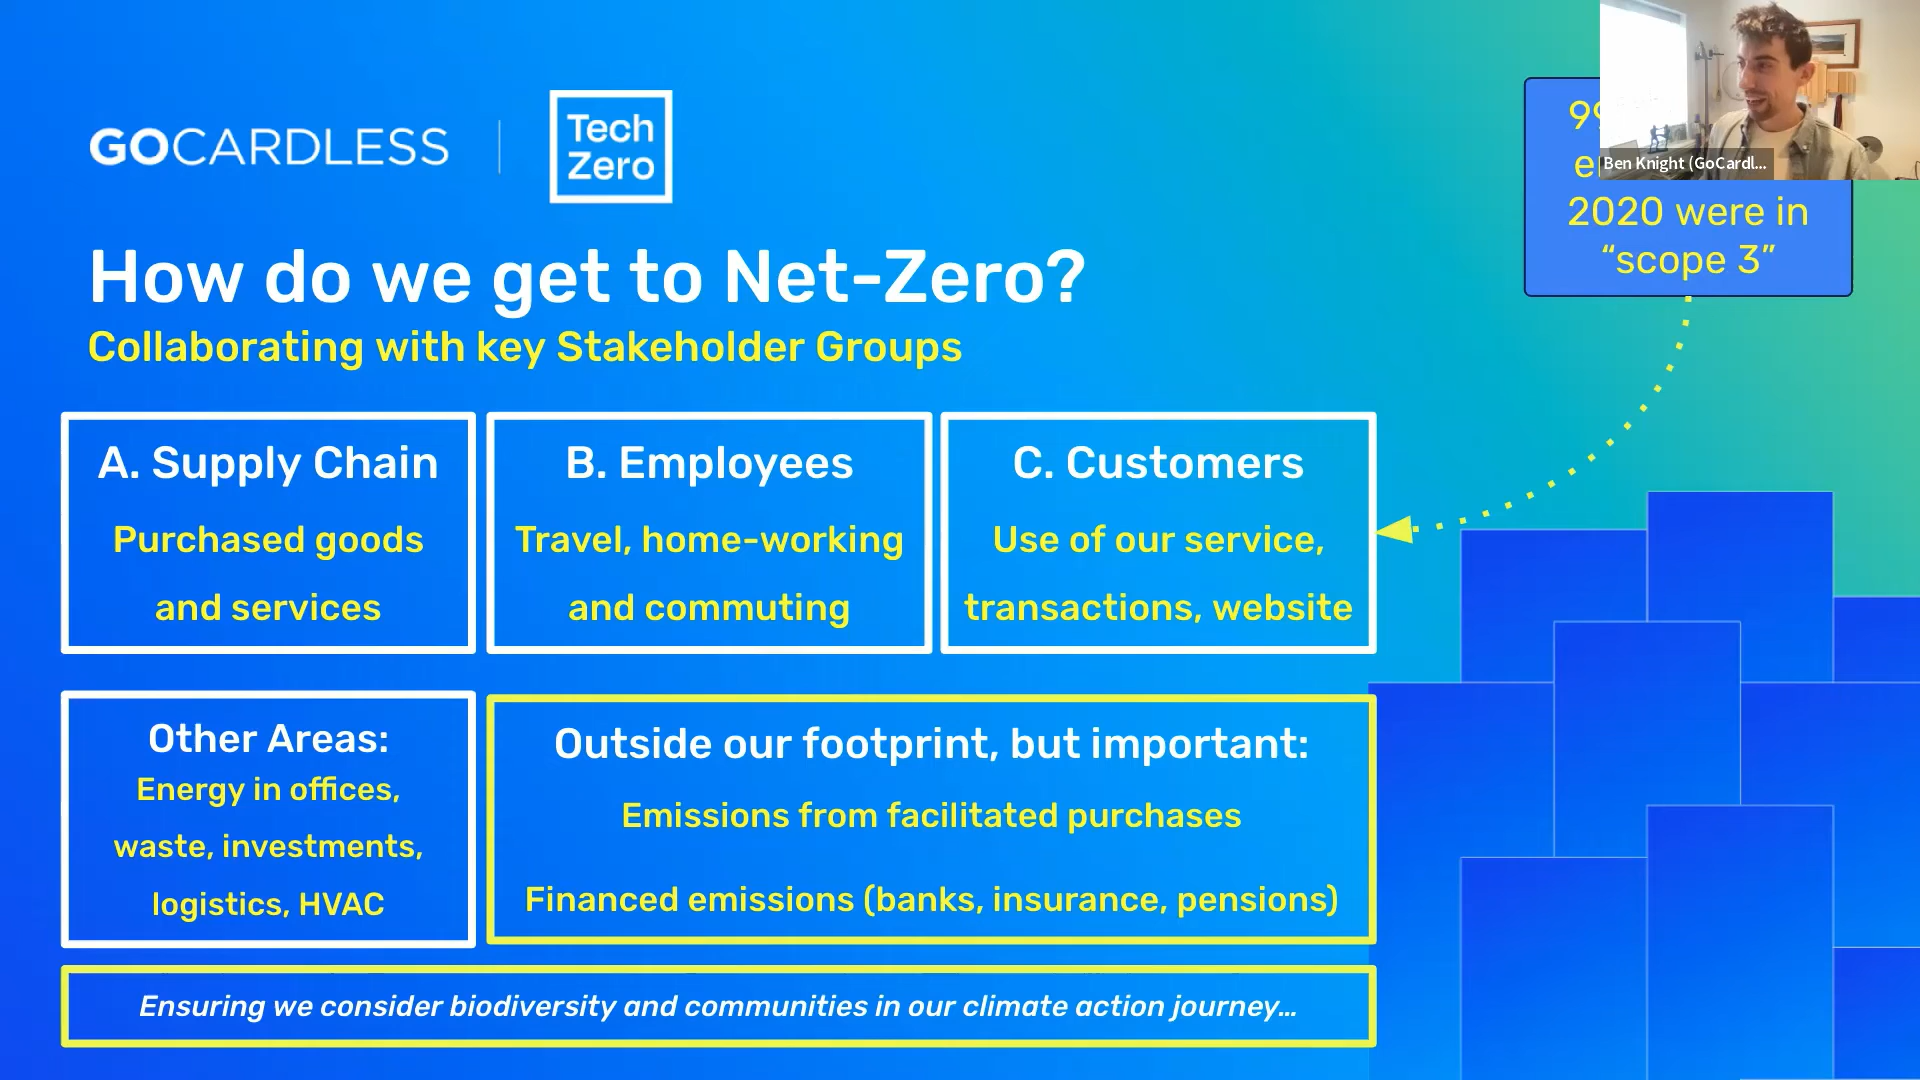 GOCARDLESS
Tech
Zero
How do we get to Net-Zero?
Collaborating with key Stakeholder Groups
2020 were in
“scope 3”
Ben Knight (GoCardl...
A. Supply Chain
Purchased goods
and services
B. Employees
Travel, home-working
and commuting
C. Customers
Use of our service,
transactions, website
Other Areas:
Energy in offices,
waste, investments,
logistics, HVAC
Outside our footprint, but important:
Emissions from facilitated purchases
Financed emissions (banks, insurance, pensions)
Ensuring we consider biodiversity and communities in our climate action journey...